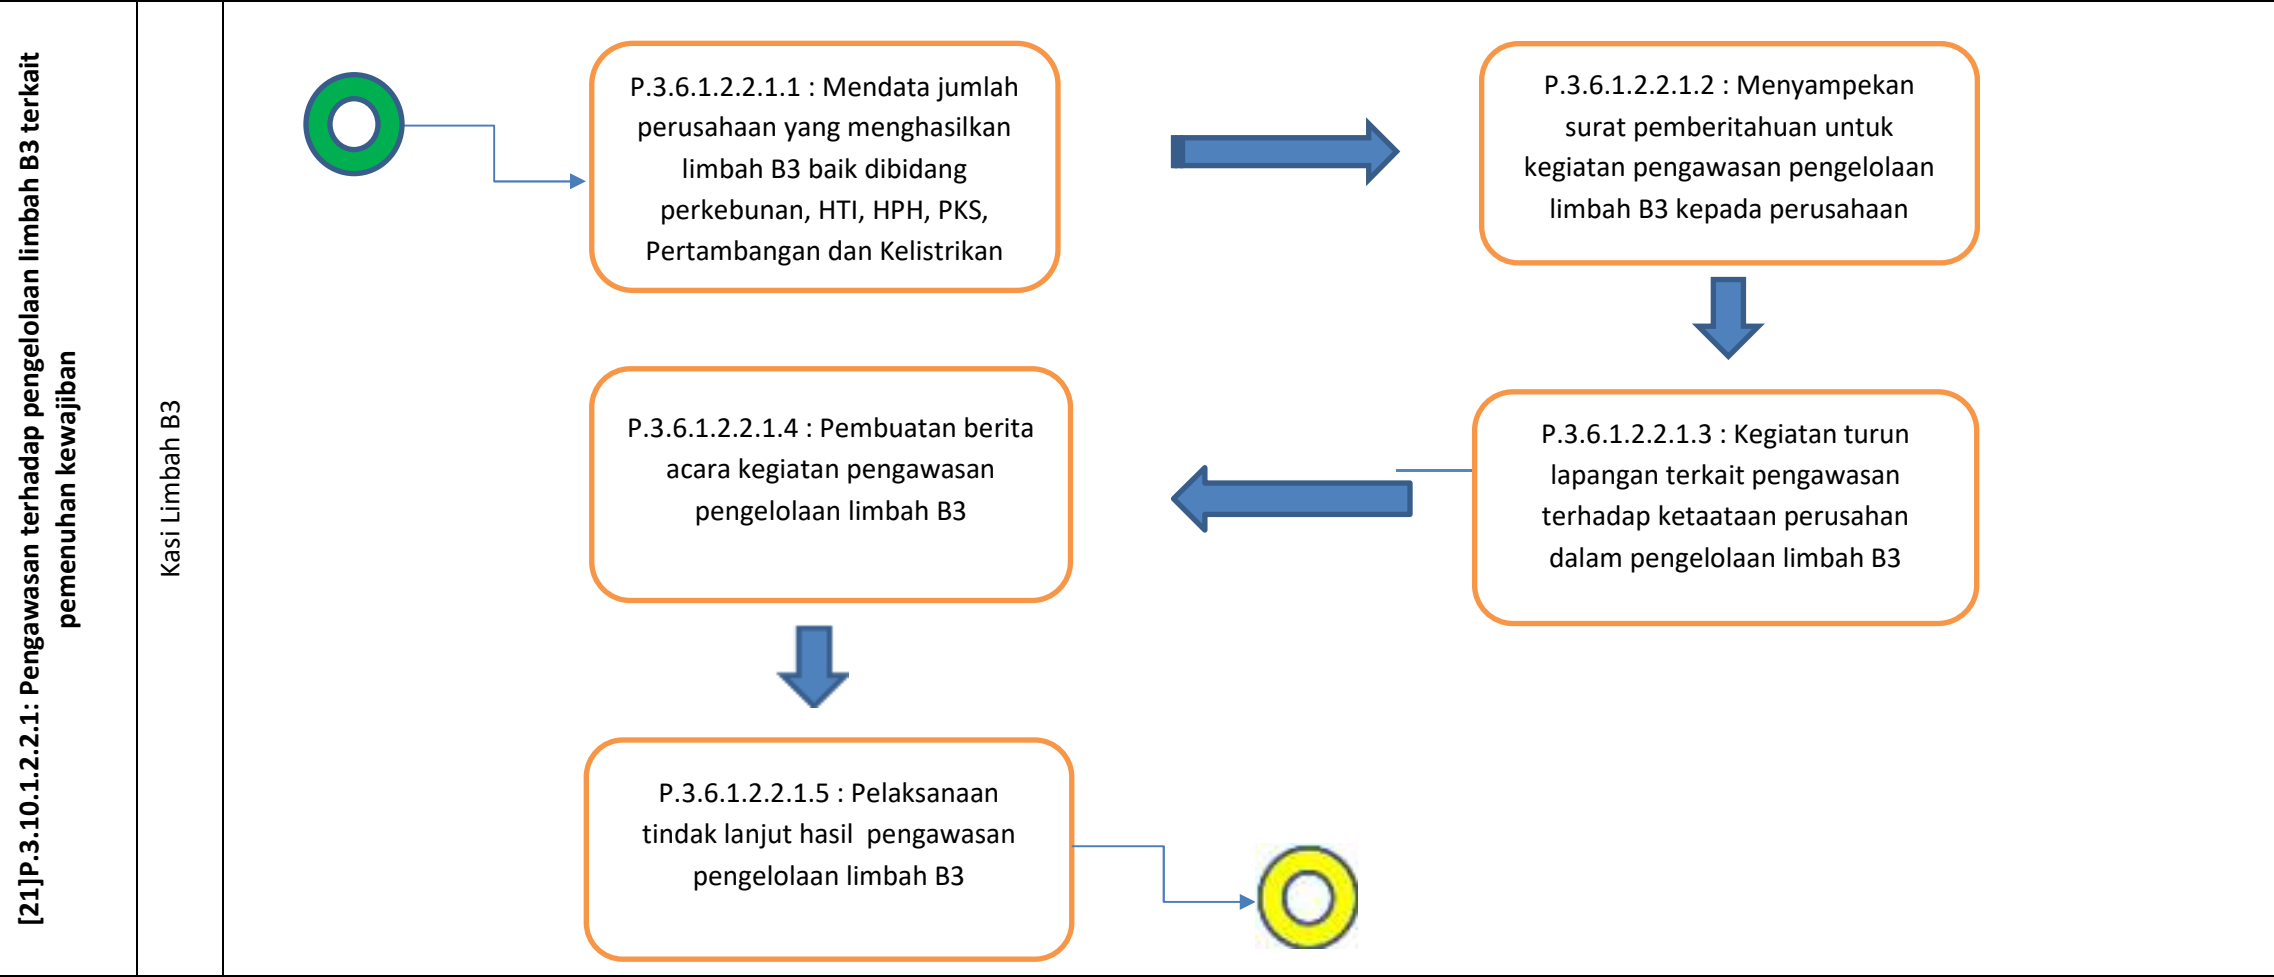 [21]P.3.10.1.2.2.1: Pengawasan terhadap pengelolaan limbah B3 terkait
pemenuhan kewajiban
Kasi Limbah B3
P.3.6.1.2.2.1.1 : Mendata jumlah
perusahaan yang menghasilkan
limbah B3 baik dibidang
perkebunan, HTI, HPH, PKS,
Pertambangan dan Kelistrikan
P.3.6.1.2.2.1.2 : Menyampekan
surat pemberitahuan untuk
kegiatan pengawasan pengelolaan
limbah B3 kepada perusahaan
P.3.6.1.2.2.1.3 : Kegiatan turun
lapangan terkait pengawasan
terhadap ketaataan perusahan
dalam pengelolaan limbah B3
P.3.6.1.2.2.1.4 : Pembuatan berita
acara kegiatan pengawasan
pengelolaan limbah B3
P.3.6.1.2.2.1.5 : Pelaksanaan
tindak lanjut hasil  pengawasan
pengelolaan limbah B3